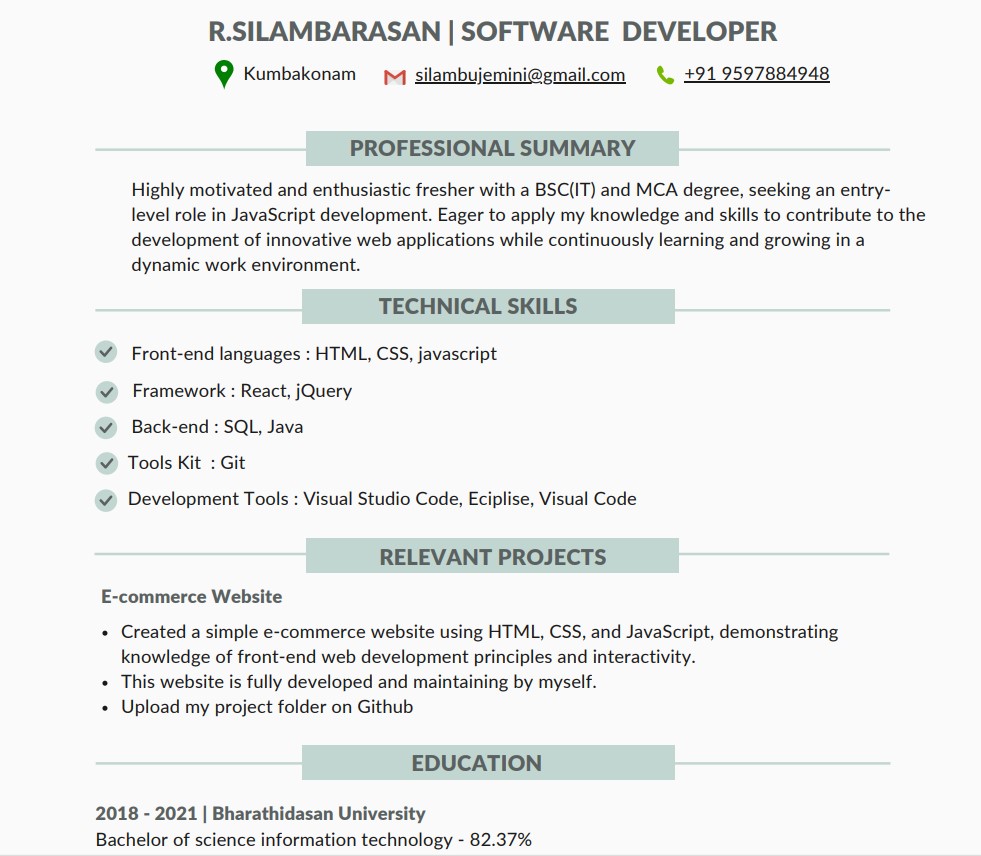 R.SILAMBARASAN | SOFTWARE DEVELOPER
Kumbakonam silambujemini@gmail.com +91 9597884948
PROFESSIONAL SUMMARY
Highly motivated and enthusiastic fresher with a BSC(IT) and MCA degree, seeking an entry-
level role in JavaScript development. Eager to apply my knowledge and skills to contribute to the
development of innovative web applications while continuously learning and growing in a
dynamic work environment.
TECHNICAL SKILLS
Front-end languages : HTML, CSS, javascript
Framework : React, jQuery
Back-end : SQL, Java
Tools Kit : Git
Development Tools : Visual Studio Code, Eciplise, Visual Code
RELEVANT PROJECTS
E-commerce Website
• Created a simple e-commerce website using HTML, CSS, and JavaScript, demonstrating
knowledge of front-end web development principles and interactivity.
• This website is fully developed and maintaining by myself.
• Upload my project folder on Github
EDUCATION
2018 - 2021 | Bharathidasan University
Bachelor of science information technology - 82.37%